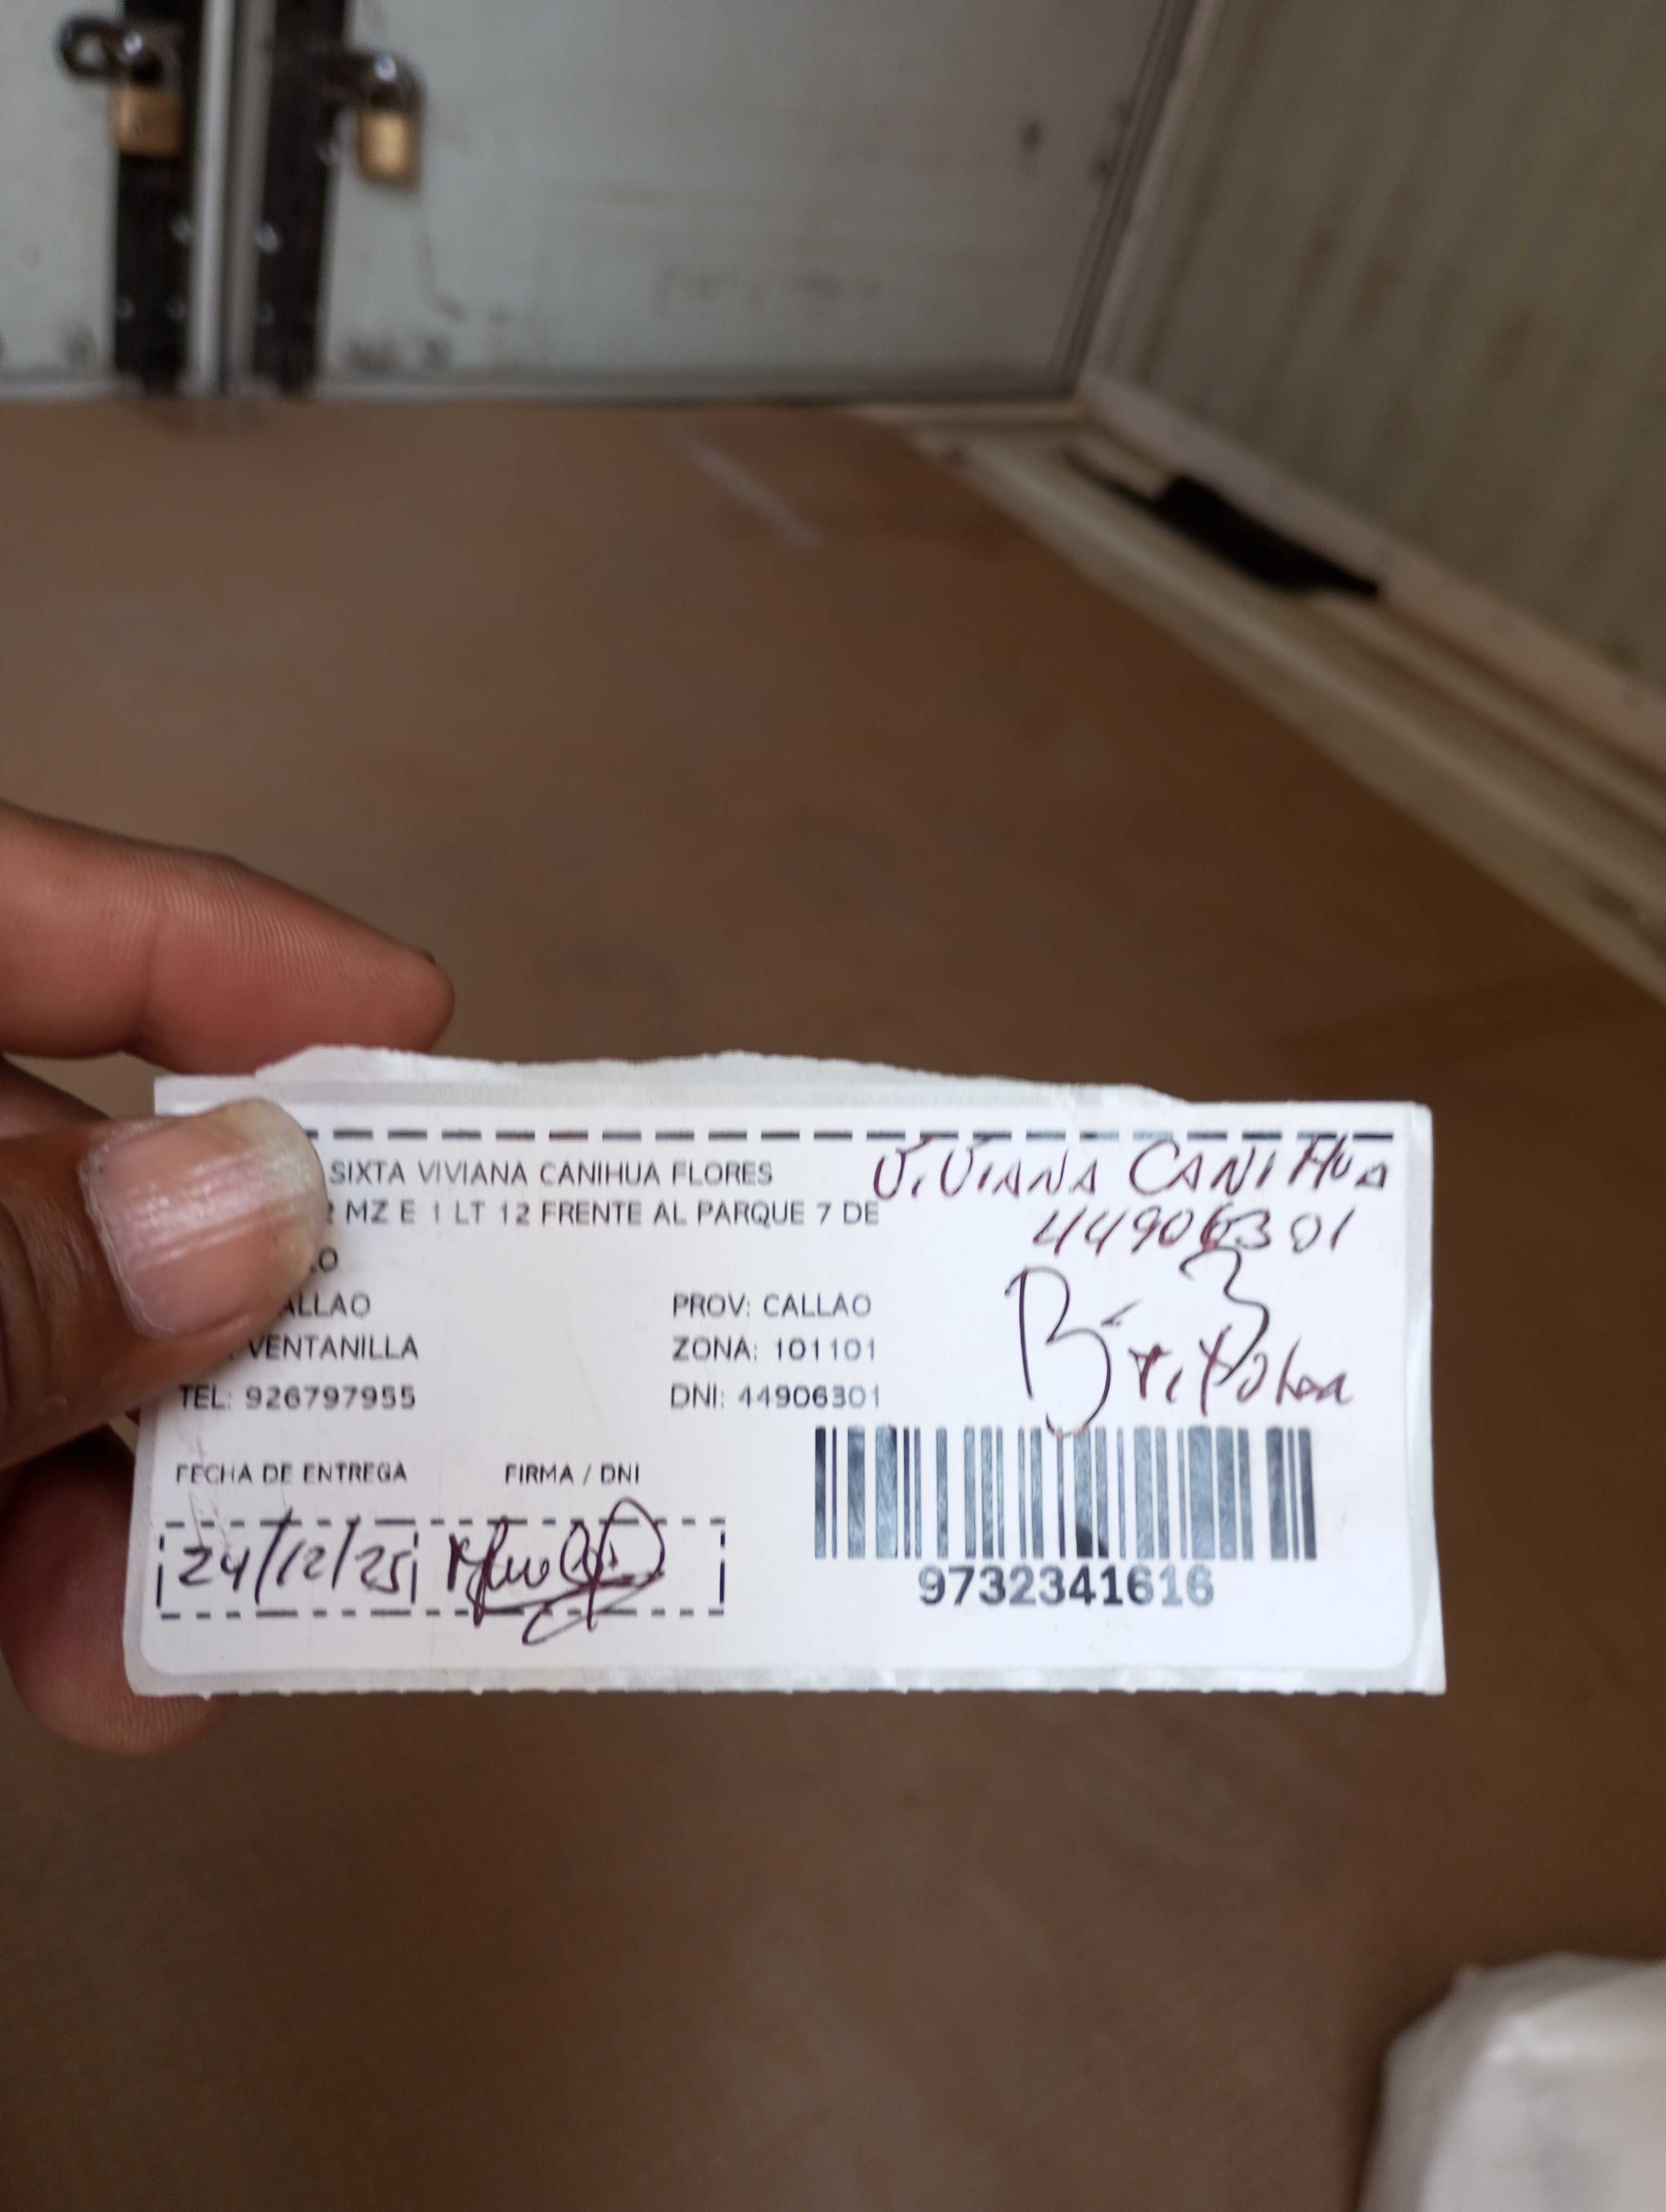 SIXTA VIVIANA CANIHUA FLORES
ViViANA CANiHuA
MZ E 1 LT 12 FRENTE AL PARQUE 7 DE
44906301
PROV: CALLAO
VENTANILLA
ZONA: 101101
TEL: 926797955
DNI: 44906301
FECHA DE ENTREGA
FIRMA / DNI
24/12/25
9732341616